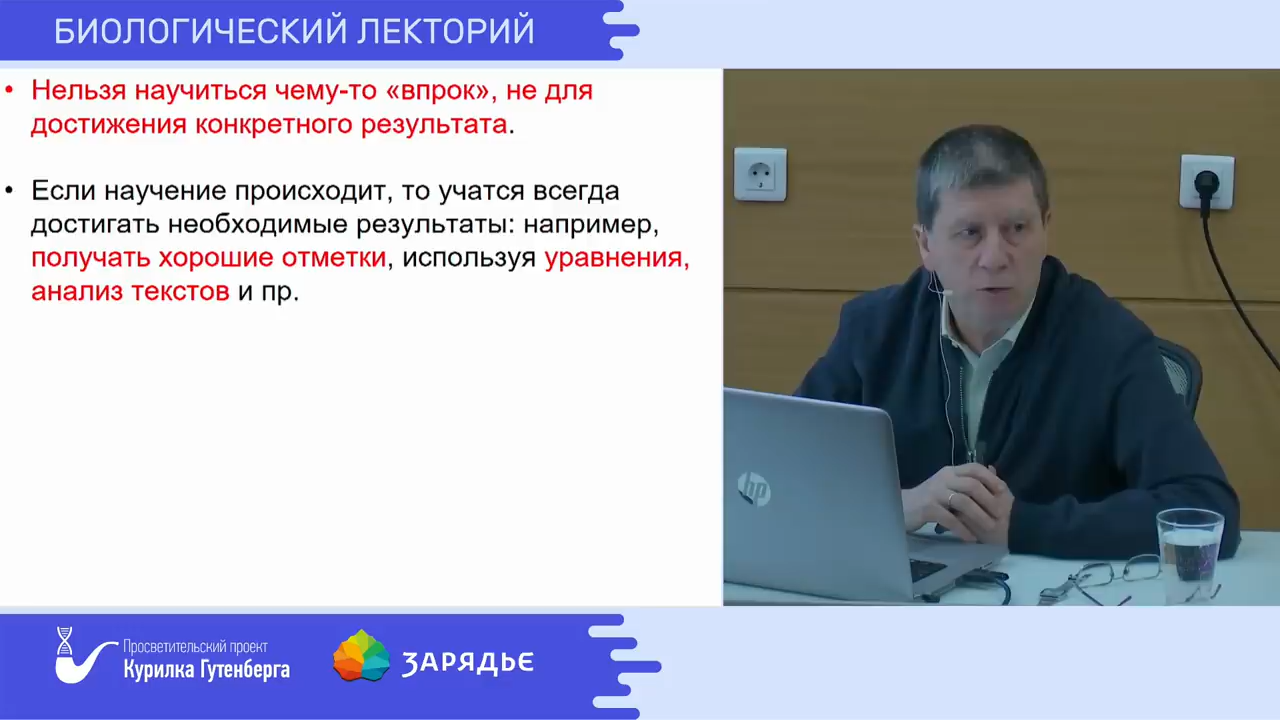 БИОЛОГИЧЕСКИЙ ЛЕКТОРИЙ
• Нельзя научиться чему-то «впрок», не для
достижения конкретного результата.
• Если научение происходит, то учатся всегда
достигать необходимые результаты: например,
получать хорошие отметки, используя уравнения,
анализ текстов и пр.
hp
Просветительский проект
Курилка Гутенберга
ЗАРЯДЬЕ